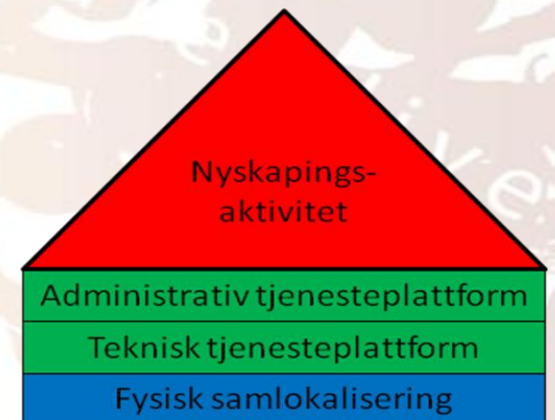 Nyskapings-
aktivitet
Administrativ tjenesteplattform
Teknisk tjenesteplattform
Fysisk samlokalisering